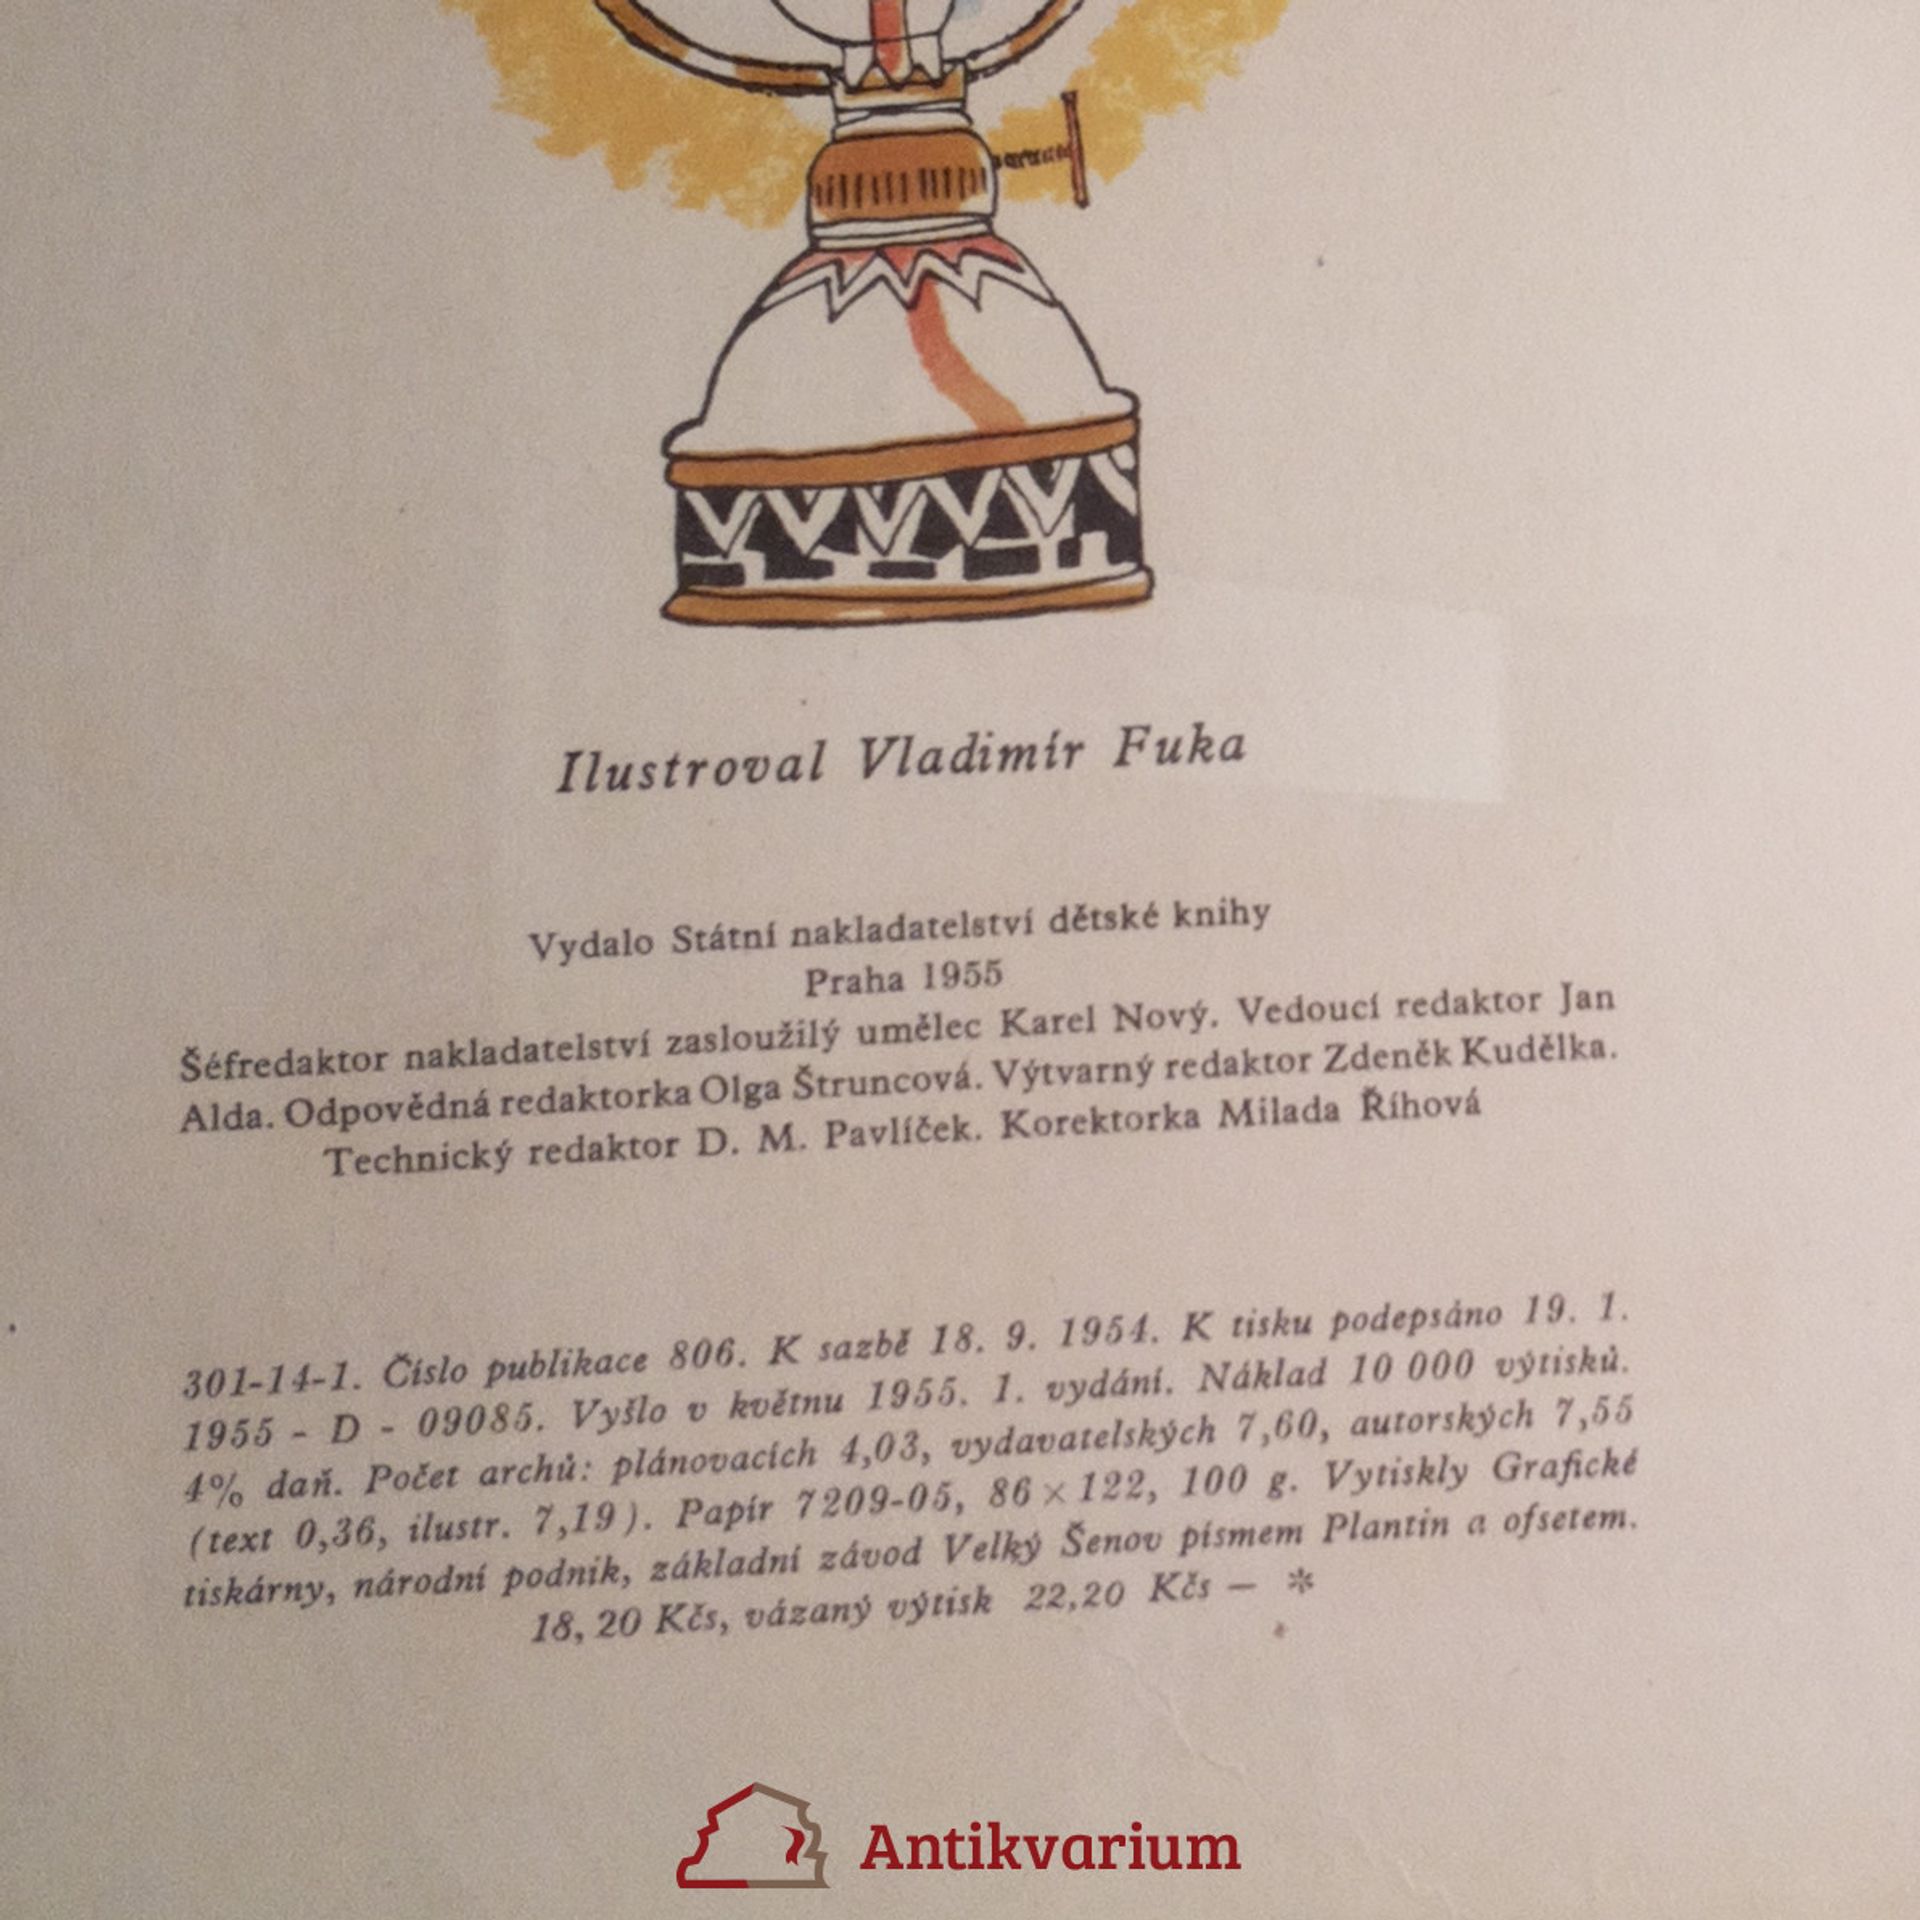 Ilustroval Vladimír Fuka
Vydalo Státní nakladatelství dětské knihy
Praha 1955
Šéfredaktor nakladatelství zasloužilý umělec Karel Nový. Vedoucí redaktor Jan
Alda. Odpovědná redaktorka Olga Štruncová. Výtvarný redaktor Zdeněk Kudělka.
Technický redaktor D. M. Pavlíček. Korektorka Milada Říhová
301-14-1. Číslo publikace 806. K sazbě 18. 9. 1954. K tisku podepsáno 19. 1.
1955 - D - 09085. Vyšlo v květnu 1955. 1. vydání. Náklad 10 000 výtisků.
4% daň. Počet archů: plánovacích 4,03, vydavatelských 7,60, autorských 7,55
(text 0,36, ilustr. 7,19). Papír 7209-05, 86 × 122, 100 g. Vytiskly Grafické
tiskárny, národní podnik, základní závod Velký Šenov písmem Plantin a ofsetem.
18,20 Kčs, vázaný výtisk 22,20 Kčs — *
Antikvarium